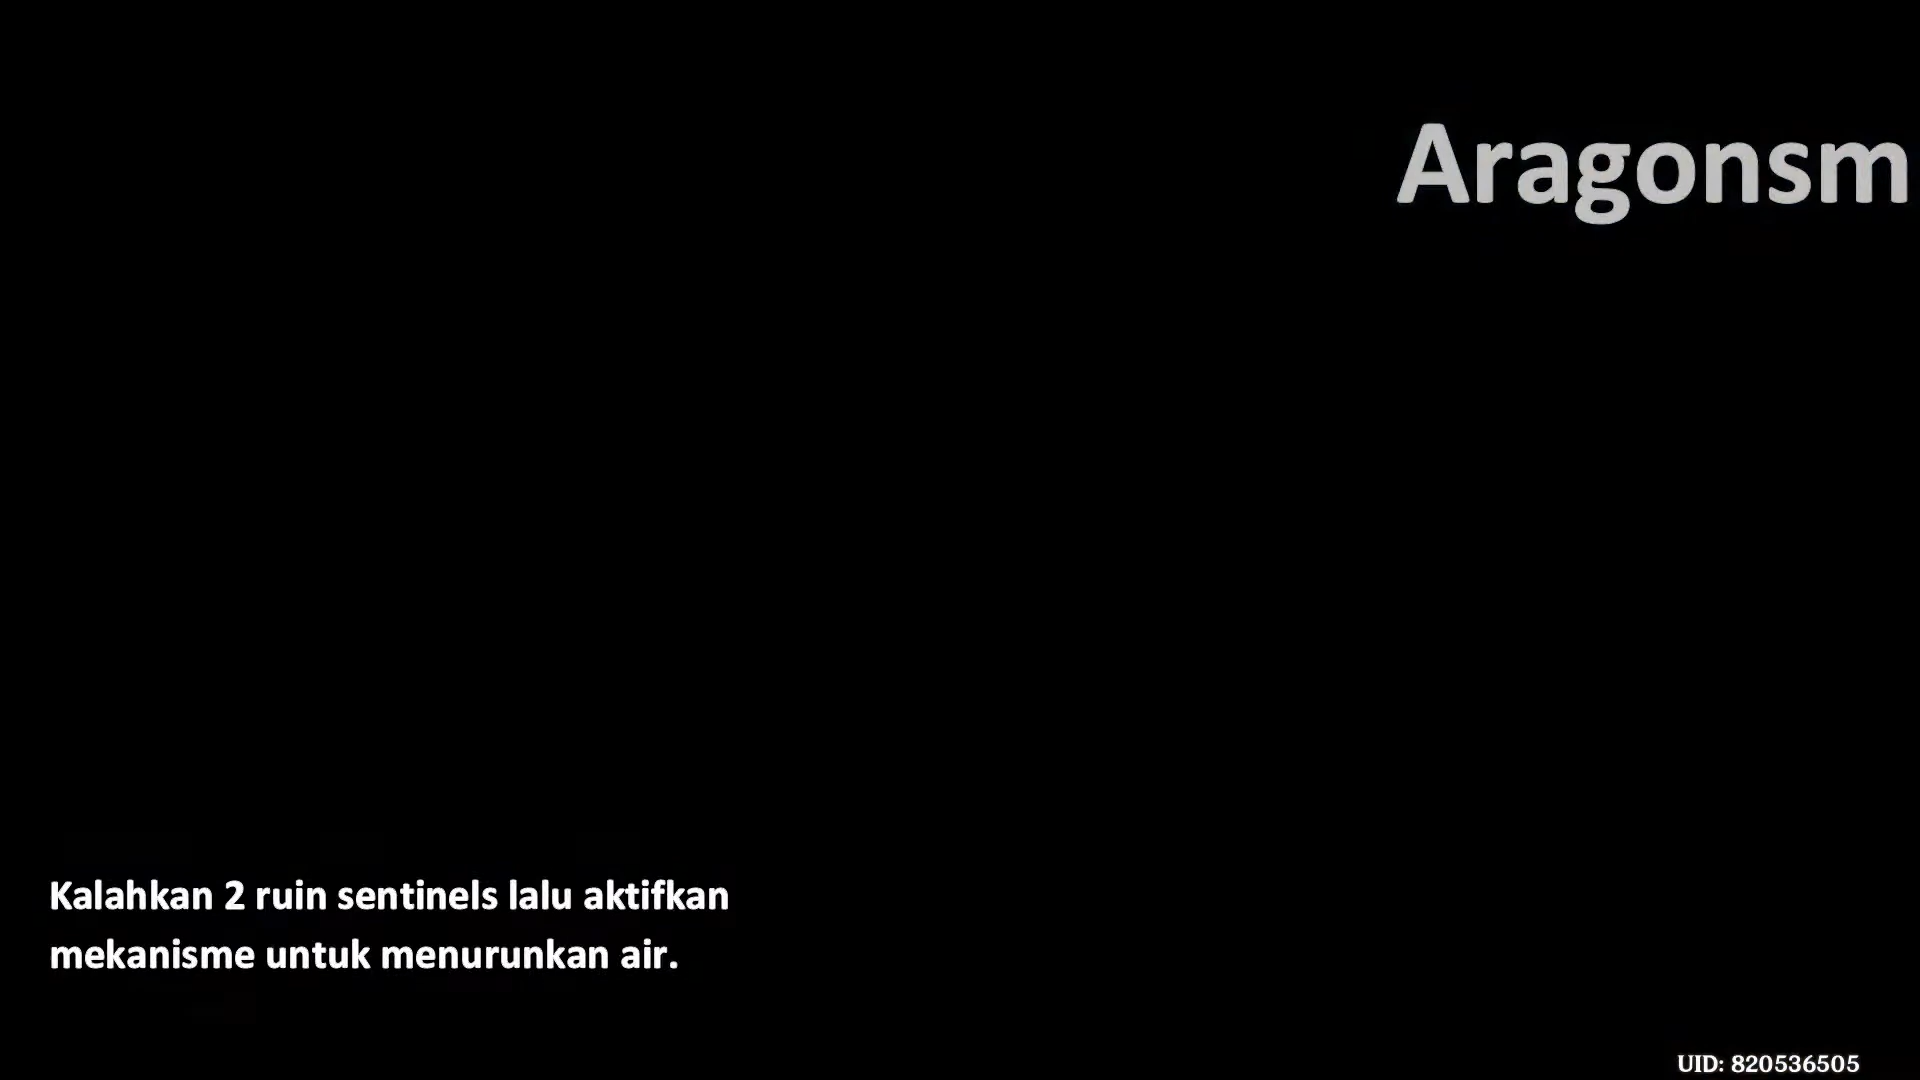 Aragonsm
Kalahkan 2 ruin sentinels lalu aktifkan
mekanisme untuk menurunkan air.
UID: 820536505